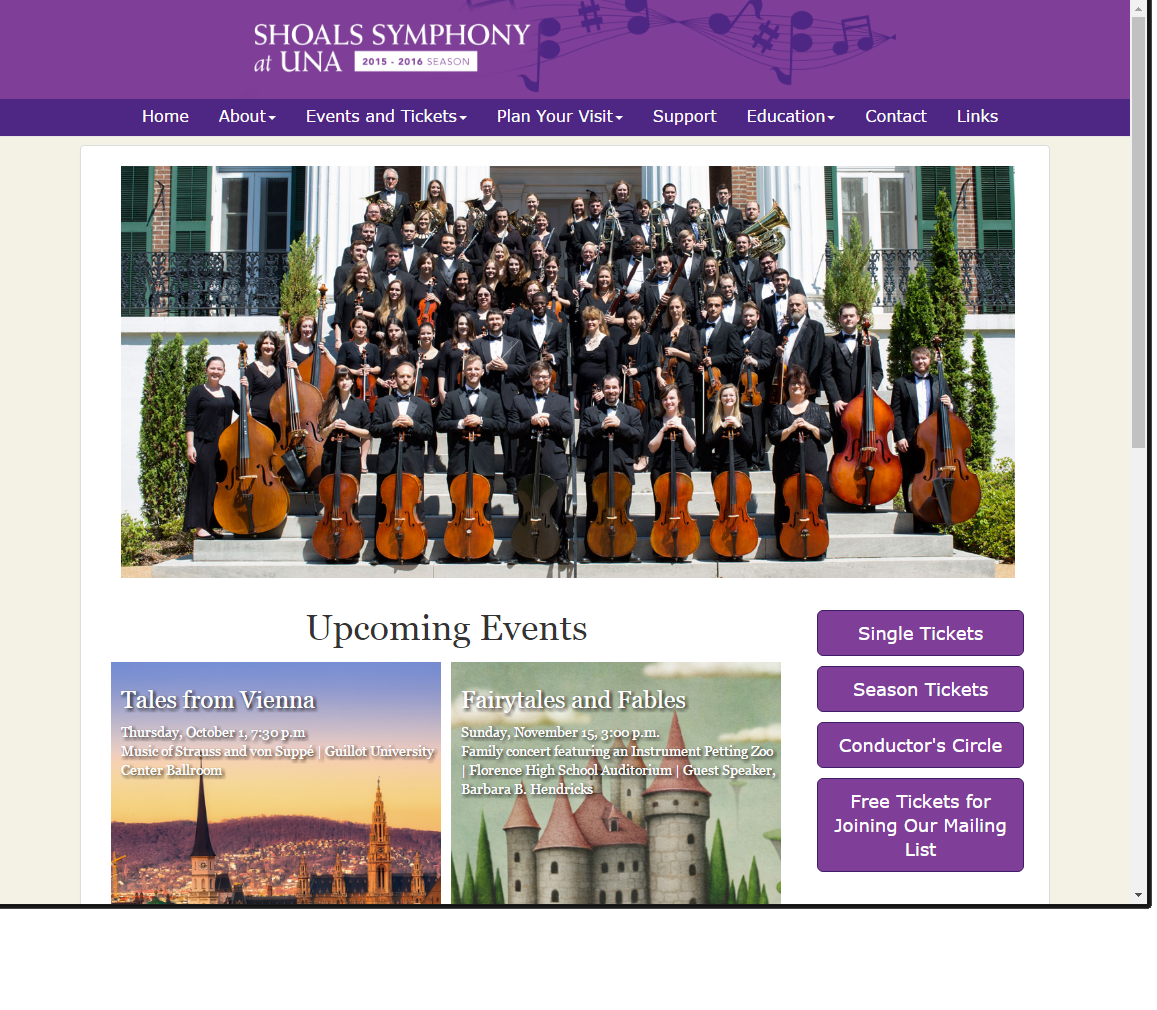 SHOALS SYMPHONY
at UNA 2015 - 2016 SEASON
Home About Events and Tickets Plan Your Visit Support Education Contact Links
Upcoming Events
Tales from Vienna
Thursday, October 1, 7:30 p.m
Music of Strauss and von Suppé | Guillot University
Center Ballroom
Fairytales and Fables
Sunday, November 15, 3:00 p.m.
Family concert featuring an Instrument Petting Zoo
| Florence High School Auditorium | Guest Speaker,
Barbara B. Hendricks
Single Tickets
Season Tickets
Conductor's Circle
Free Tickets for
Joining Our Mailing
List